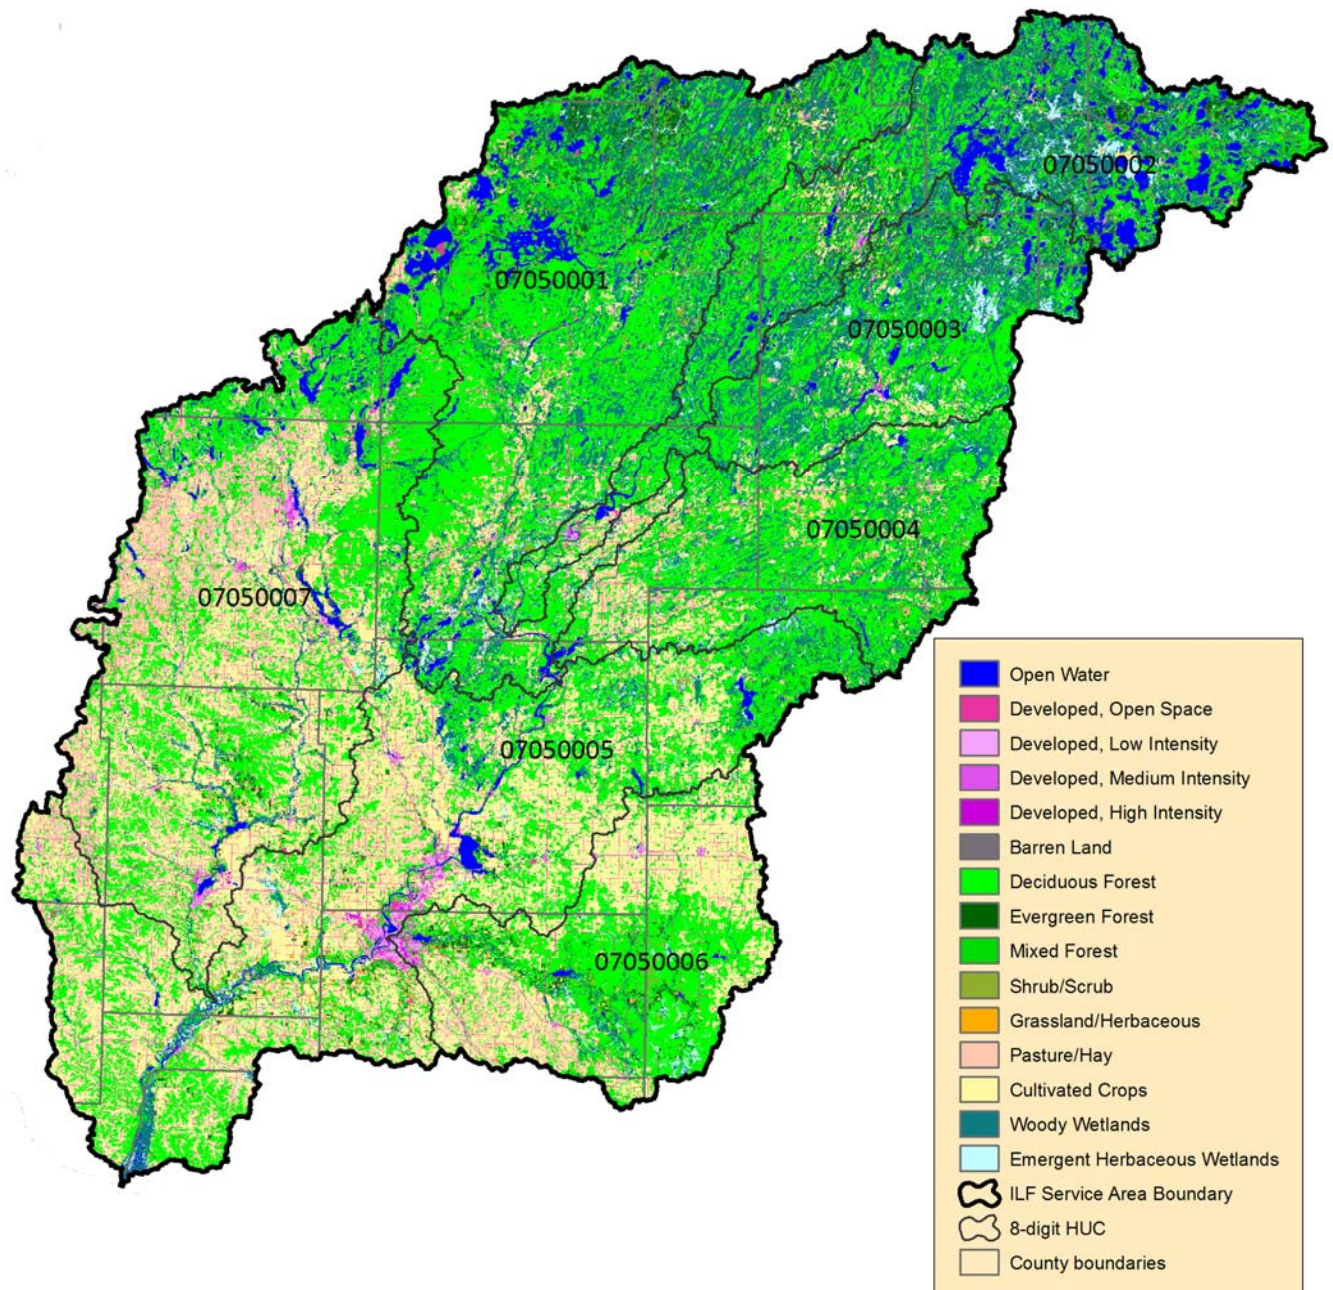 07050002
07050001
07050003
07050004
07050007
07050005
07050006
Open Water
Developed, Open Space
Developed, Low Intensity
Developed, Medium Intensity
Developed, High Intensity
Barren Land
Deciduous Forest
Evergreen Forest
Mixed Forest
Shrub/Scrub
Grassland/Herbaceous
Pasture/Hay
Cultivated Crops
Woody Wetlands
Emergent Herbaceous Wetlands
ILF Service Area Boundary
8-digit HUC
County boundaries